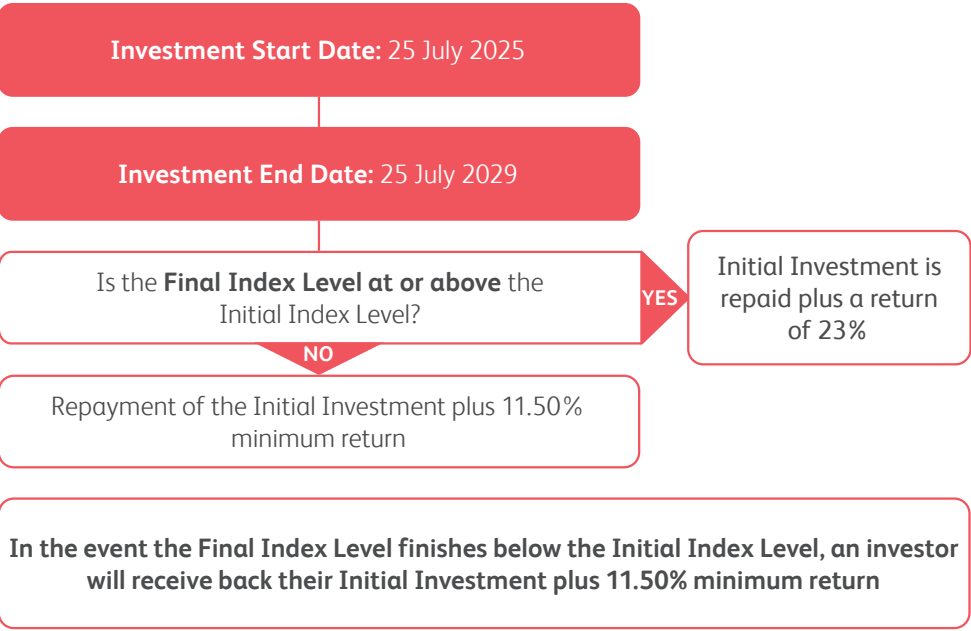 Investment Start Date: 25 July 2025
Investment End Date: 25 July 2029
Is the Final Index Level at or above the
Initial Index Level?
YES
Initial Investment is
repaid plus a return
of 23%
NO
Repayment of the Initial Investment plus 11.50%
minimum return
In the event the Final Index Level finishes below the Initial Index Level, an investor
will receive back their Initial Investment plus 11.50% minimum return